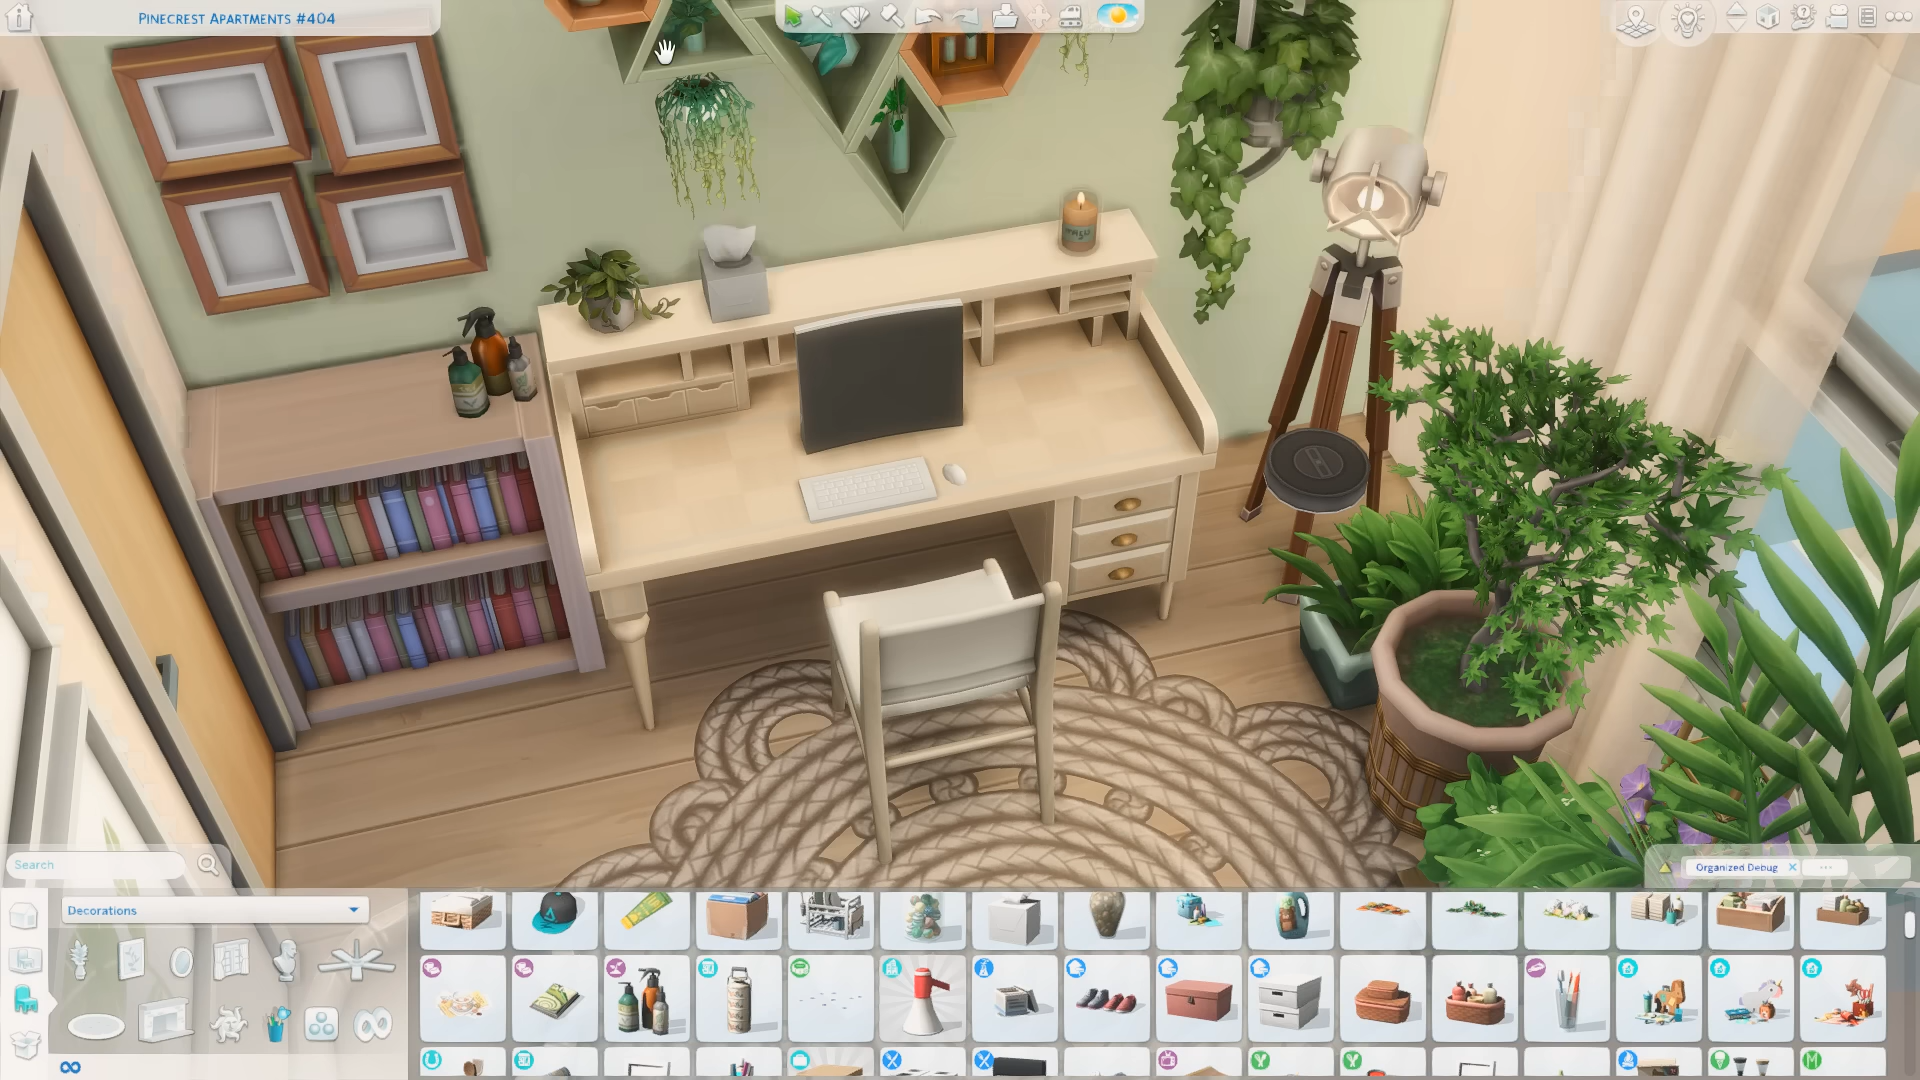 Pinecrest Apartments #404
Search
Organized Debug
Decorations